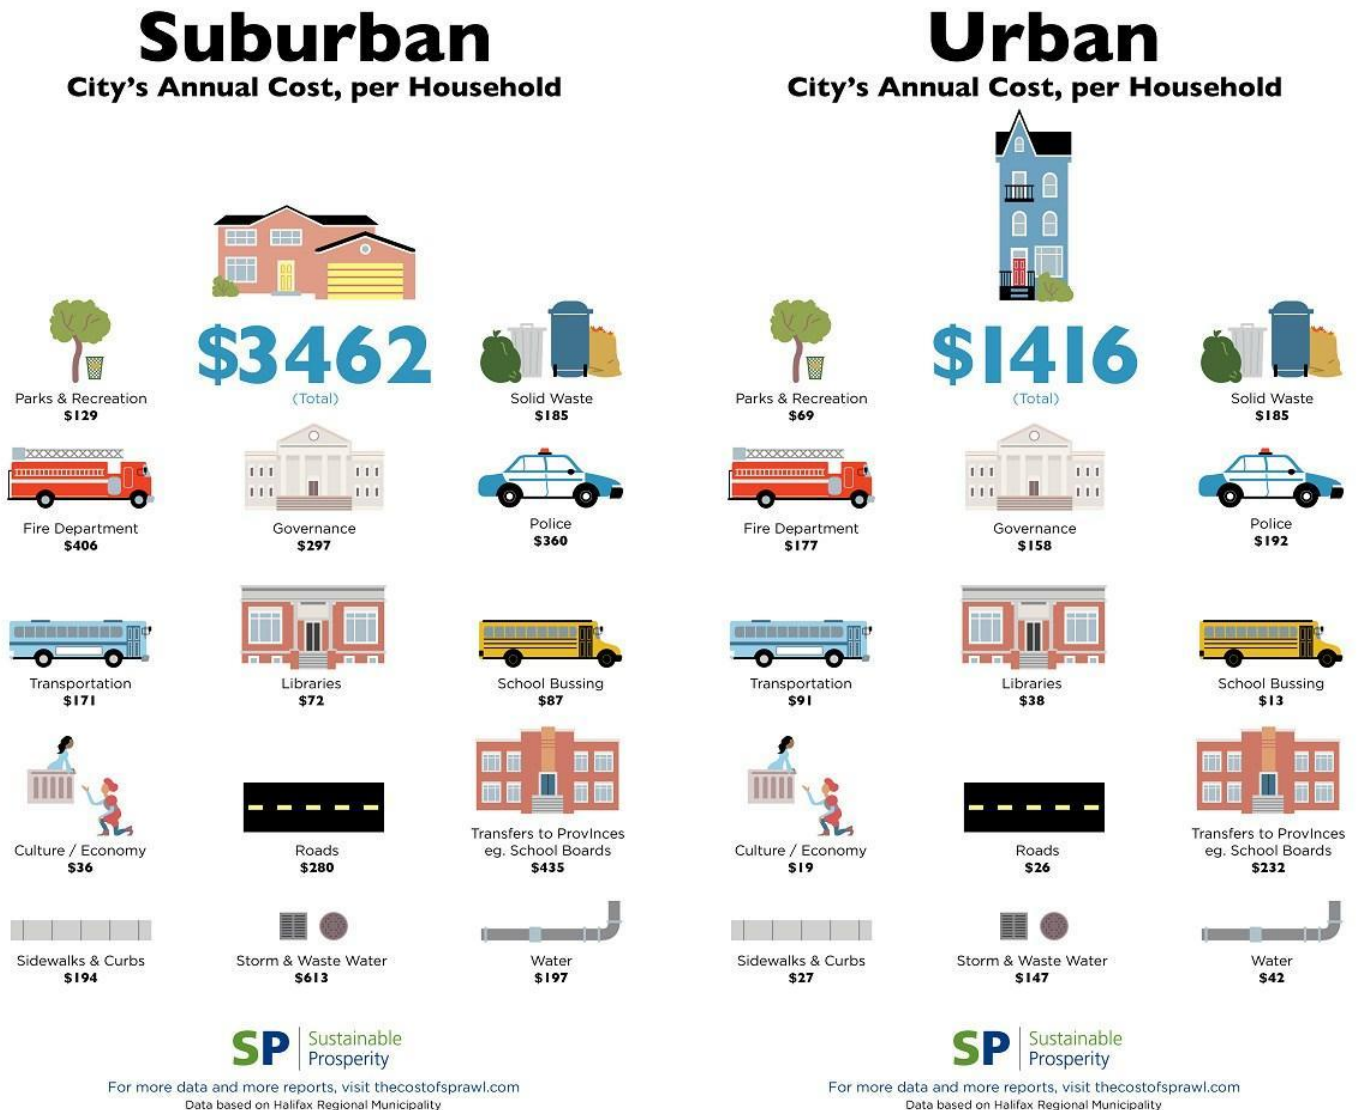 Suburban
City's Annual Cost, per Household
$3462
(Total)
Parks & Recreation
$129
Solid Waste
$185
Fire Department
$406
Governance
$297
Police
$360
Transportation
$171
Libraries
$72
School Bussing
$87
Culture / Economy
$36
Roads
$280
Transfers to ProvInces
eg. School Boards
$435
Sidewalks & Curbs
$194
Storm & Waste Water
$613
Water
$197
SP Sustainable
Prosperity
For more data and more reports, visit thecostofsprawl.com
Data based on Halifax Regional Municipality
Urban
City's Annual Cost, per Household
$1416
(Total)
Parks & Recreation
$69
Solid Waste
$185
Fire Department
$177
Governance
$158
Police
$192
Transportation
$91
Libraries
$38
School Bussing
$13
Culture / Economy
$19
Roads
$26
Transfers to ProvInces
eg. School Boards
$232
Sidewalks & Curbs
$27
Storm & Waste Water
$147
Water
$42
SP Sustainable
Prosperity
For more data and more reports, visit thecostofsprawl.com
Data based on Halifax Regional Municipality